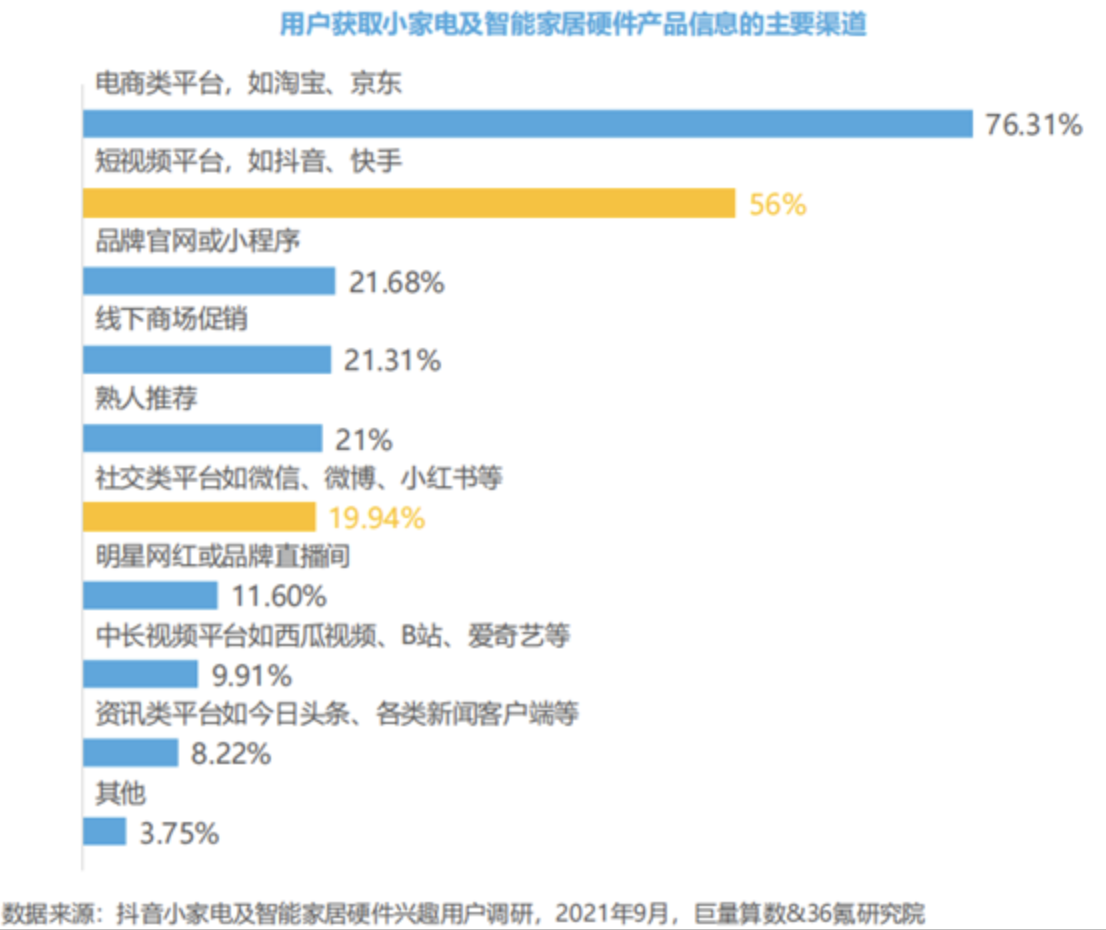 用户获取小家电及智能家居硬件产品信息的主要渠道
电商类平台，如淘宝、京东
76.31%
短视频平台，如抖音、快手
56%
品牌官网或小程序
21.68%
线下商场促销
21.31%
熟人推荐
21%
社交类平台如微信、微博、小红书等
19.94%
明星网红或品牌直播间
11.60%
中长视频平台如西瓜视频、B站、爱奇艺等
9.91%
资讯类平台如今日头条、各类新闻客户端等
8.22%
其他
3.75%
数据来源：抖音小家电及智能家居硬件兴趣用户调研，2021年9月，巨量算数&36氪研究院